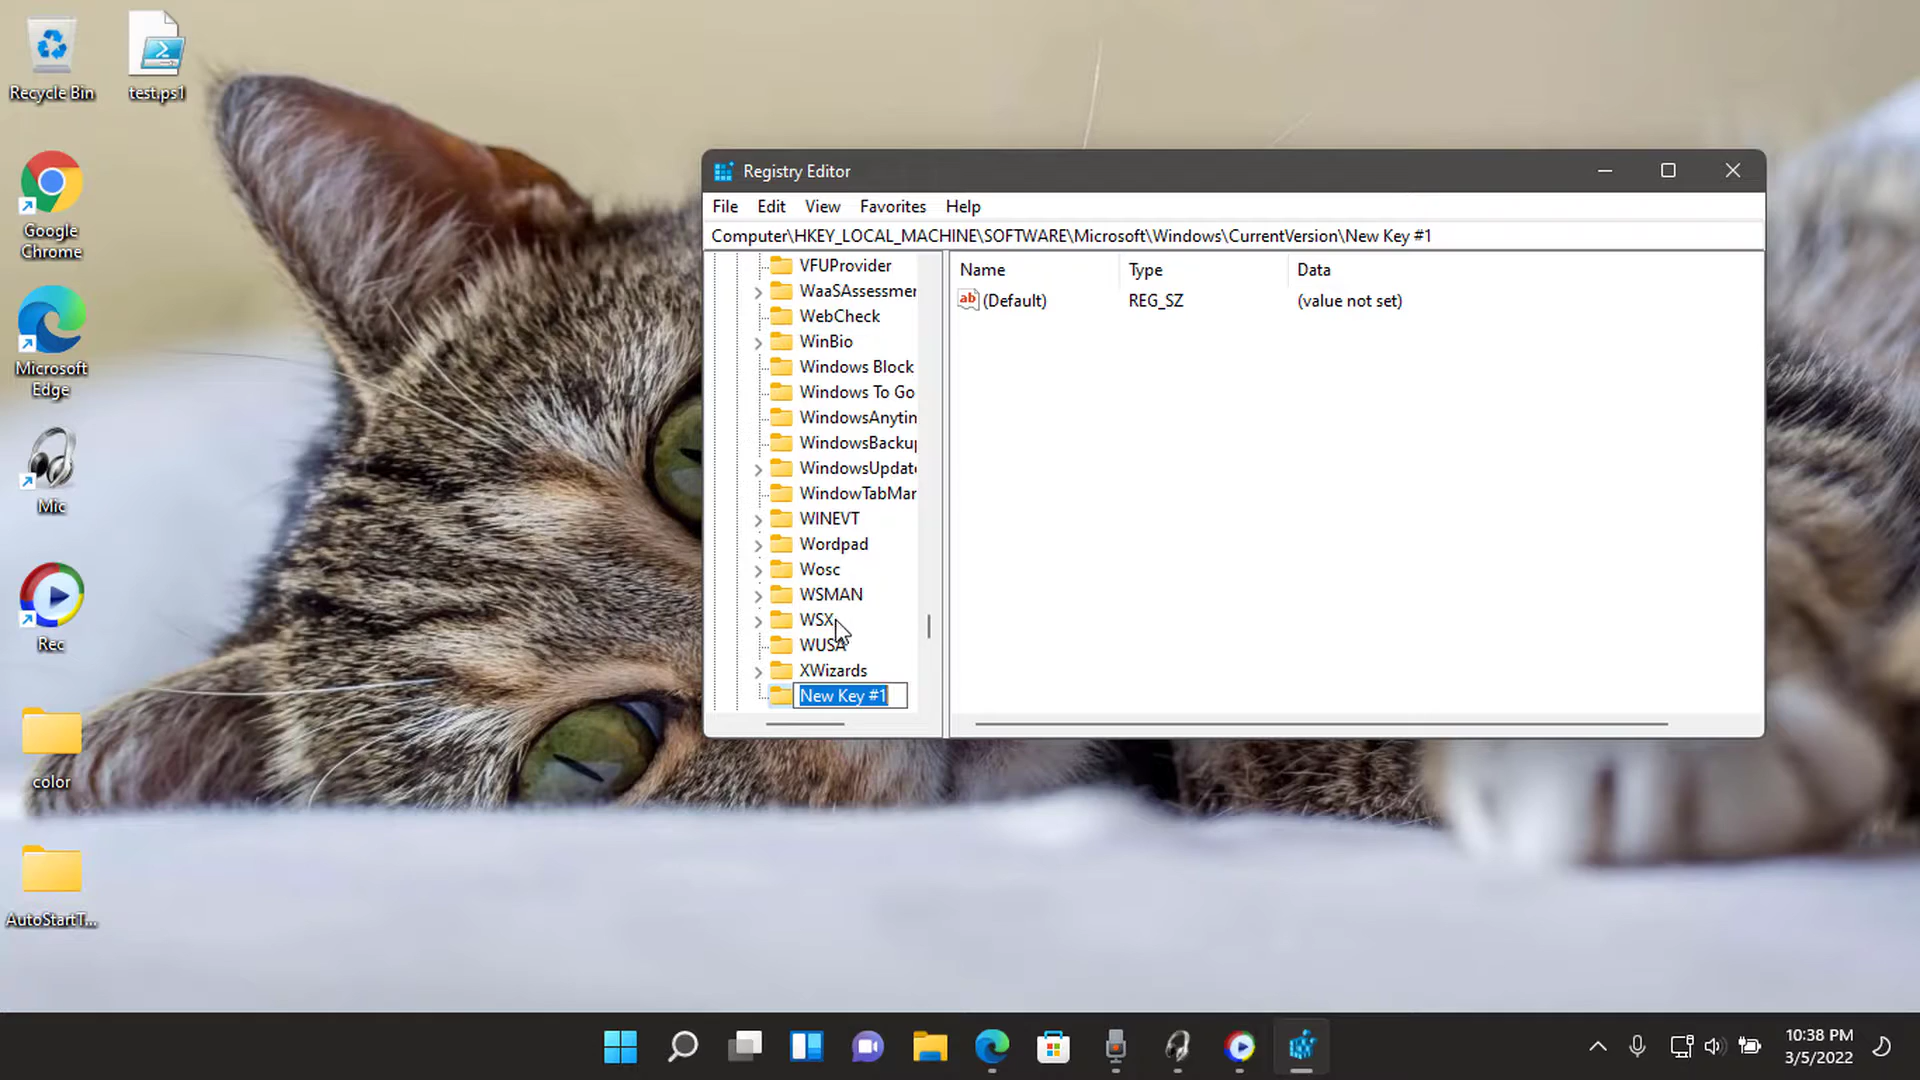 Recycle Bin
test.ps1
Google
Chrome
Microsoft
Edge
Mic
Rec
color
AutoStartT...
Registry Editor
File Edit View Favorites Help
Computer\HKEY_LOCAL_MACHINE\SOFTWARE\Microsoft\Windows\CurrentVersion\New Key #1
VFUProvider
WaaSAssessmer
WebCheck
WinBio
Windows Block
Windows To Go
WindowsAnytin
WindowsBackup
WindowsUpdate
WindowTabMar
WINEVT
Wordpad
Wosc
WSMAN
WSX
WUSA
XWizards
New Key #1
Name Type Data
ab (Default) REG_SZ (value not set)
10:38 PM
3/5/2022